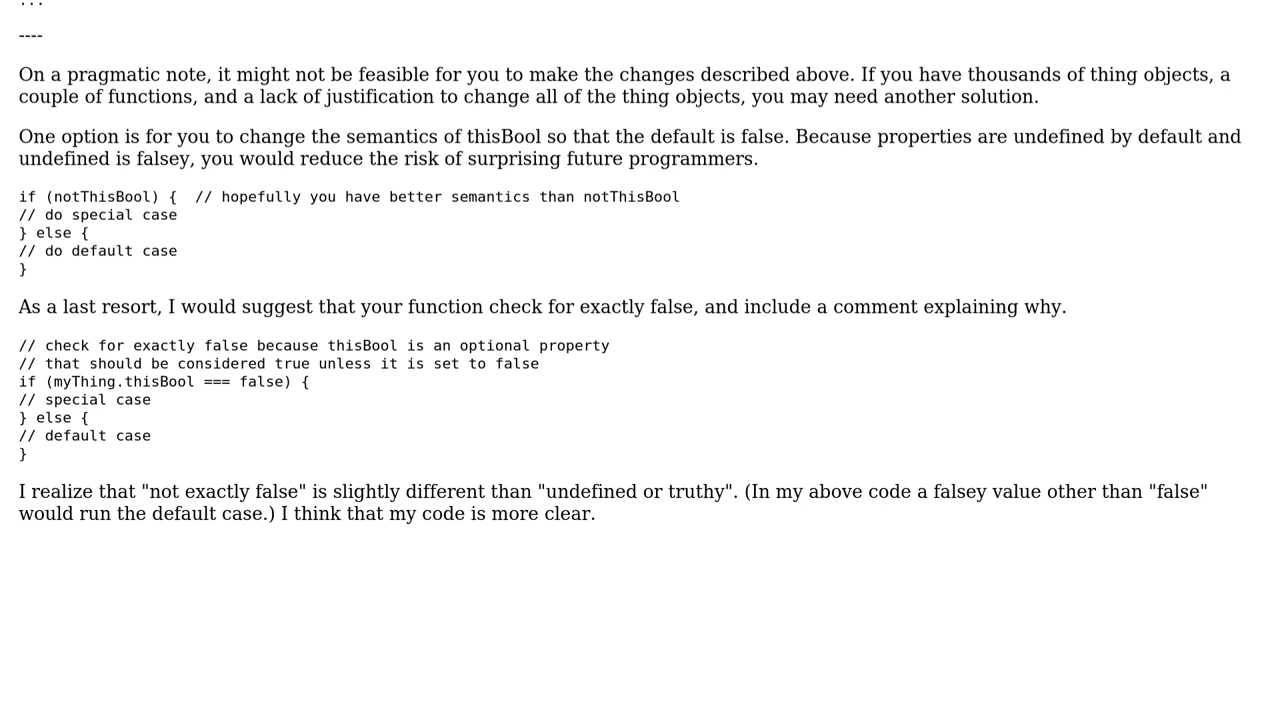 ...
----
On a pragmatic note, it might not be feasible for you to make the changes described above. If you have thousands of thing objects, a
couple of functions, and a lack of justification to change all of the thing objects, you may need another solution.
One option is for you to change the semantics of thisBool so that the default is false. Because properties are undefined by default and
undefined is falsey, you would reduce the risk of surprising future programmers.
if (notThisBool) {  // hopefully you have better semantics than notThisBool
// do special case
} else {
// do default case
}
As a last resort, I would suggest that your function check for exactly false, and include a comment explaining why.
// check for exactly false because thisBool is an optional property
// that should be considered true unless it is set to false
if (myThing.thisBool === false) {
// special case
} else {
// default case
}
I realize that "not exactly false" is slightly different than "undefined or truthy". (In my above code a falsey value other than "false"
would run the default case.) I think that my code is more clear.